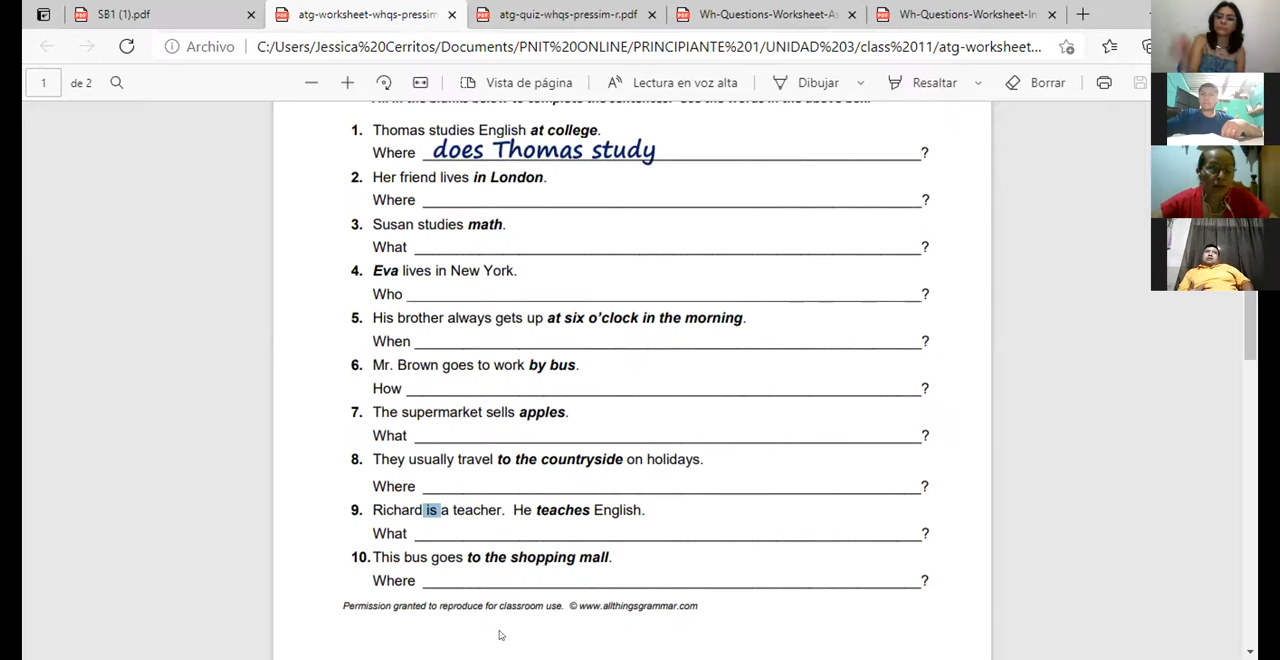 SB1 (1).pdf
atg-worksheet-whqs-pressim
atg-quiz-whqs-pressim-r.pdf
Wh-Questions-Worksheet-A
Wh-Questions-Worksheet-In
Archivo
C:/Users/Jessica%20Cerritos/Documents/PNIT%20ONLINE/PRINCIPIANTE%201/UNIDAD%203/class%2011/atg-worksheet...
1 de 2
Vista de página
Lectura en voz alta
Dibujar
Resaltar
Borrar
1. Thomas studies English at college.
Where does Thomas study ?
2. Her friend lives in London.
Where ?
3. Susan studies math.
What ?
4. Eva lives in New York.
Who ?
5. His brother always gets up at six o'clock in the morning.
When ?
6. Mr. Brown goes to work by bus.
How ?
7. The supermarket sells apples.
What ?
8. They usually travel to the countryside on holidays.
Where ?
9. Richard is a teacher. He teaches English.
What ?
10. This bus goes to the shopping mall.
Where ?
Permission granted to reproduce for classroom use. © www.allthingsgrammar.com